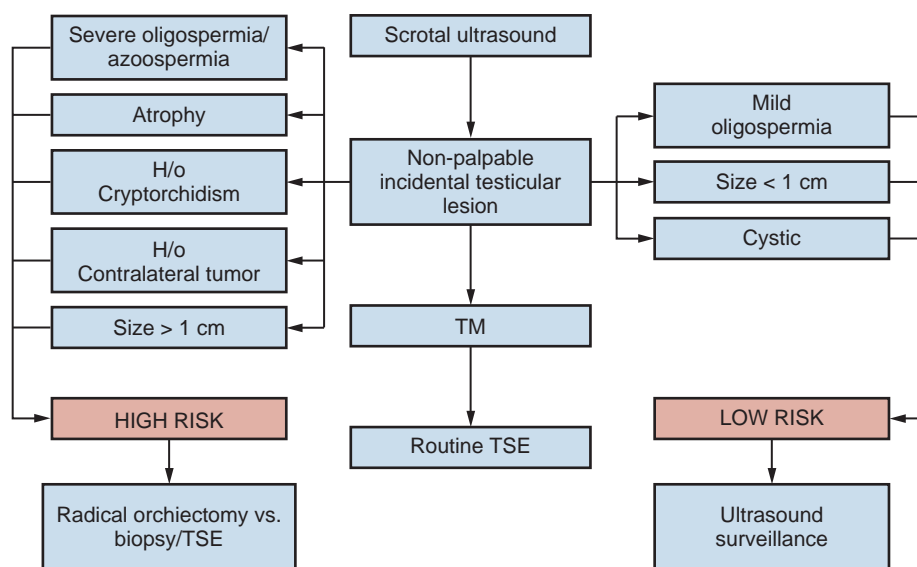 Scrotal ultrasound
Non-palpable
incidental testicular
lesion
Severe oligospermia/
azoospermia
Atrophy
H/o
Cryptorchidism
H/o
Contralateral tumor
Size > 1 cm
HIGH RISK
Radical orchiectomy vs.
biopsy/TSE
TM
Routine TSE
Mild
oligospermia
Size < 1 cm
Cystic
LOW RISK
Ultrasound
surveillance